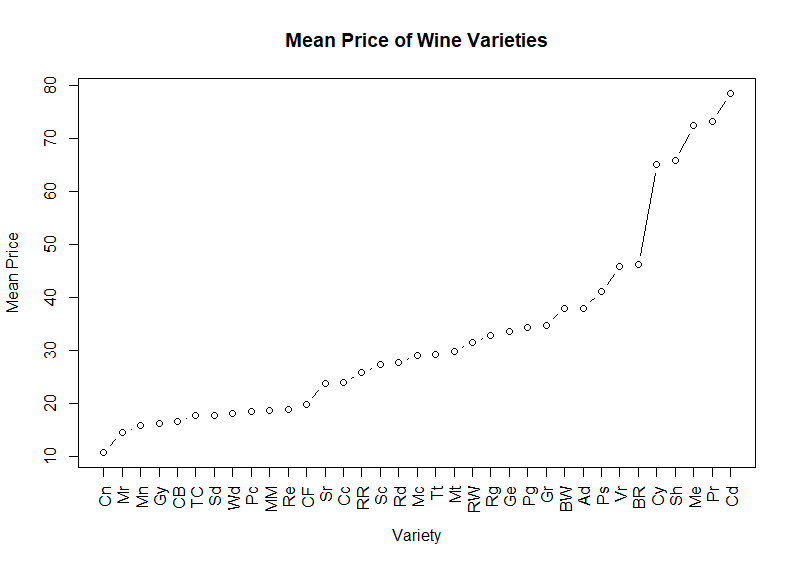 Mean Price of Wine Varieties
Mean Price
80
70
60
50
40
30
20
10
Cn Mr Mn Gy CB TC Sd Wd Pc MM Re CF Sr Cc RR Sc Rd Mc Tt Mt RW Rg Ge Pg Gr BW Ad Ps Vr BR Cy Sh Me Pr Cd
Variety